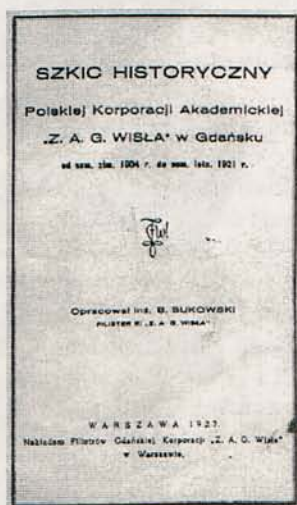 SZKIC HISTORYCZNY
Polskiej Korporacji Akademickiej
„Z. A. G. WISŁA" w Gdańsku
od sem. zim. 1904 r. do sem. letn. 1921 r.
Opracował inż. B. SUKOWSKI
FILISTER K! „Z. A. G. WISŁA"
WARSZAWA 1927
Nakładem Filistrów Gdańskiej Korporacji „Z. A. G. Wisła"
w Warszawie.